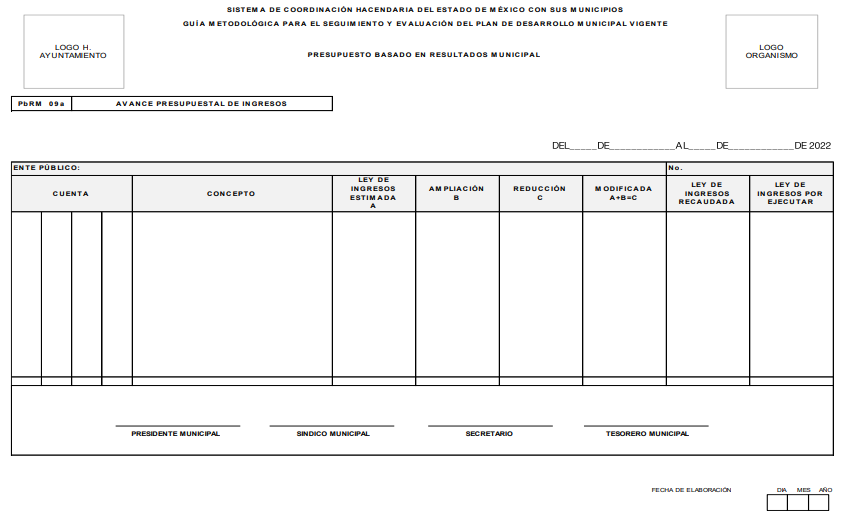 SISTEMA DE COORDINACIÓN HACENDARIA DEL ESTADO DE MÉXICO CON SUS MUNICIPIOS
GUÍA METODOLÓGICA PARA EL SEGUIMIENTO Y EVALUACIÓN DEL PLAN DE DESARROLLO MUNICIPAL VIGENTE
LOGO H.
AYUNTAMIENTO
PRESUPUESTO BASADO EN RESULTADOS MUNICIPAL
LOGO
ORGANISMO
PbRM 09a AVANCE PRESUPUESTAL DE INGRESOS
DEL_____DE____________AL_____DE____________DE 2022
ENTE PÚBLICO: No.
CUENTA
CONCEPTO
LEY DE
INGRESOS
ESTIMADA
A
AMPLIACIÓN
B
REDUCCIÓN
C
MODIFICADA
A+B=C
LEY DE
INGRESOS
RECAUDADA
LEY DE
INGRESOS POR
EJECUTAR
PRESIDENTE MUNICIPAL SINDICO MUNICIPAL SECRETARIO TESORERO MUNICIPAL
FECHA DE ELABORACIÓN DIA MES AÑO